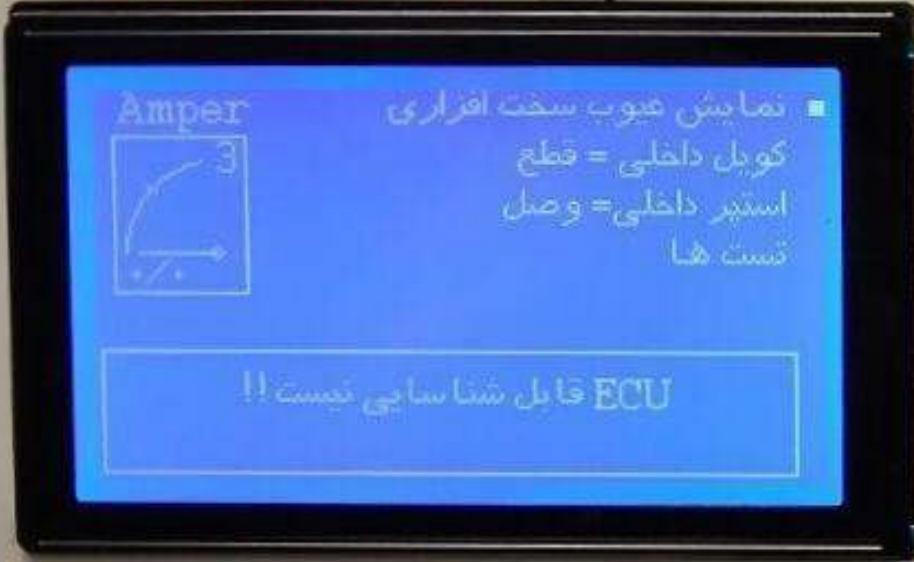 نمایش عیوب سخت افزاری
کویل داخلی = قطع
استپر داخلی= وصل
تست ها
Amper
3
ECU قابل شناسایی نیست!!